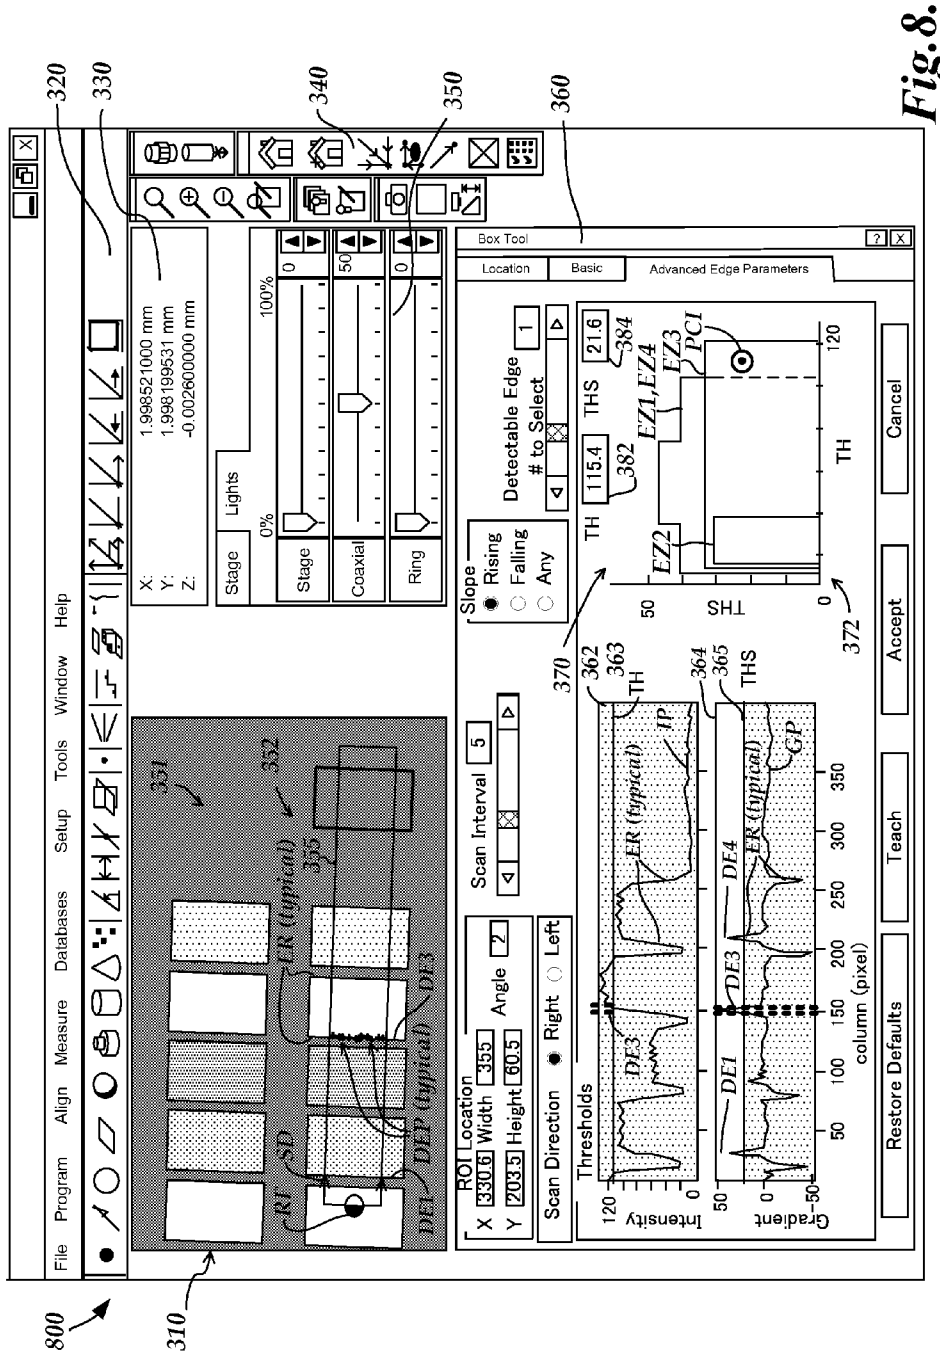 800
320
330
File Program Align Measure Databases Setup Tools Window Help
X
310
351
352
355
RT
SD
ER (typical)
DE1
DEP (typical)
DE3
X: 1.998521000 mm
Y: 1.998199531 mm
Z: -0.002600000 mm
Stage Lights
0% 100%
Stage 0
Coaxial 50
Ring 0
340
350
360
Box Tool
? X
Location Basic Advanced Edge Parameters
ROI Location
X 330.6 Width 355
Y 203.5 Height 60.5
Angle 2
Scan Interval 5
Scan Direction Right Left
Slope
Rising
Falling
Any
Detectable Edge
# to Select 1
Thresholds
120
Intensity
0
DE3
ER (typical)
IP
TH
362
363
364
365
THS
DE1
DE3
DE4
ER (typical)
GP
Gradient
0
-50
50 100 150 200 250 300 350
column (pixel)
370
TH 115.4 THS 21.6
382
384
EZ2
EZ1,EZ4
EZ3
PCI
50
THS
0
TH
120
372
Restore Defaults Teach Accept Cancel
Fig.8.